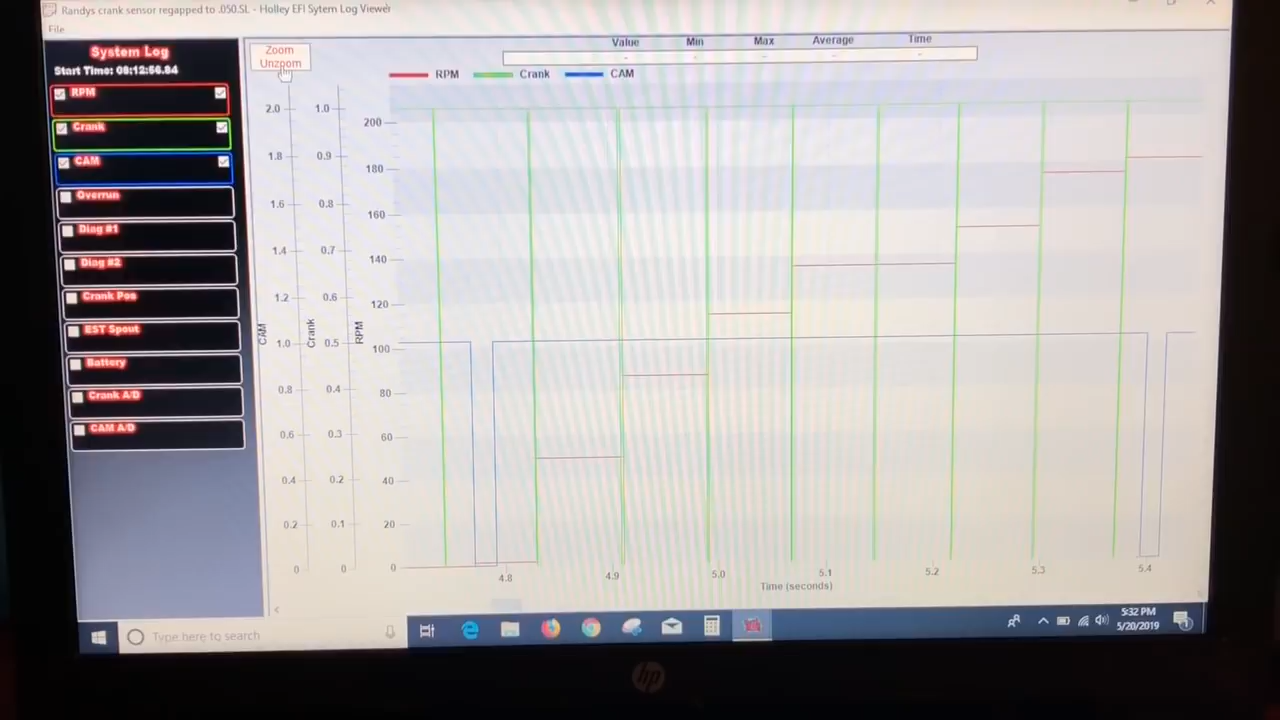 Randys crank sensor regapped to .050.SL - Holley EFI Sytem Log Viewer
File
System Log
Start Time: 08:12:56.84
RPM
Crank
CAM
Overrun
Diag #1
Diag #2
Crank Pos
EST Spout
Battery
Crank A/D
CAM A/D
Zoom
Unzoom
Value Min Max Average Time
- - - - -
RPM Crank CAM
2.0 1.0 200
1.8 0.9 180
1.6 0.8 160
1.4 0.7 140
1.2 0.6 120
1.0 0.5 100
0.8 0.4 80
0.6 0.3 60
0.4 0.2 40
0.2 0.1 20
0 0 0
CAM
Crank
RPM
4.8 4.9 5.0 5.1 5.2 5.3 5.4
Time (seconds)
<
Type here to search
5:32 PM
5/20/2019
1
hp